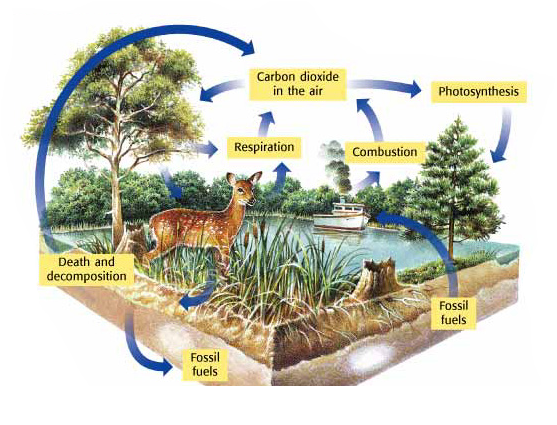 Carbon dioxide
in the air
Photosynthesis
Respiration
Combustion
Death and
decomposition
Fossil
fuels
Fossil
fuels